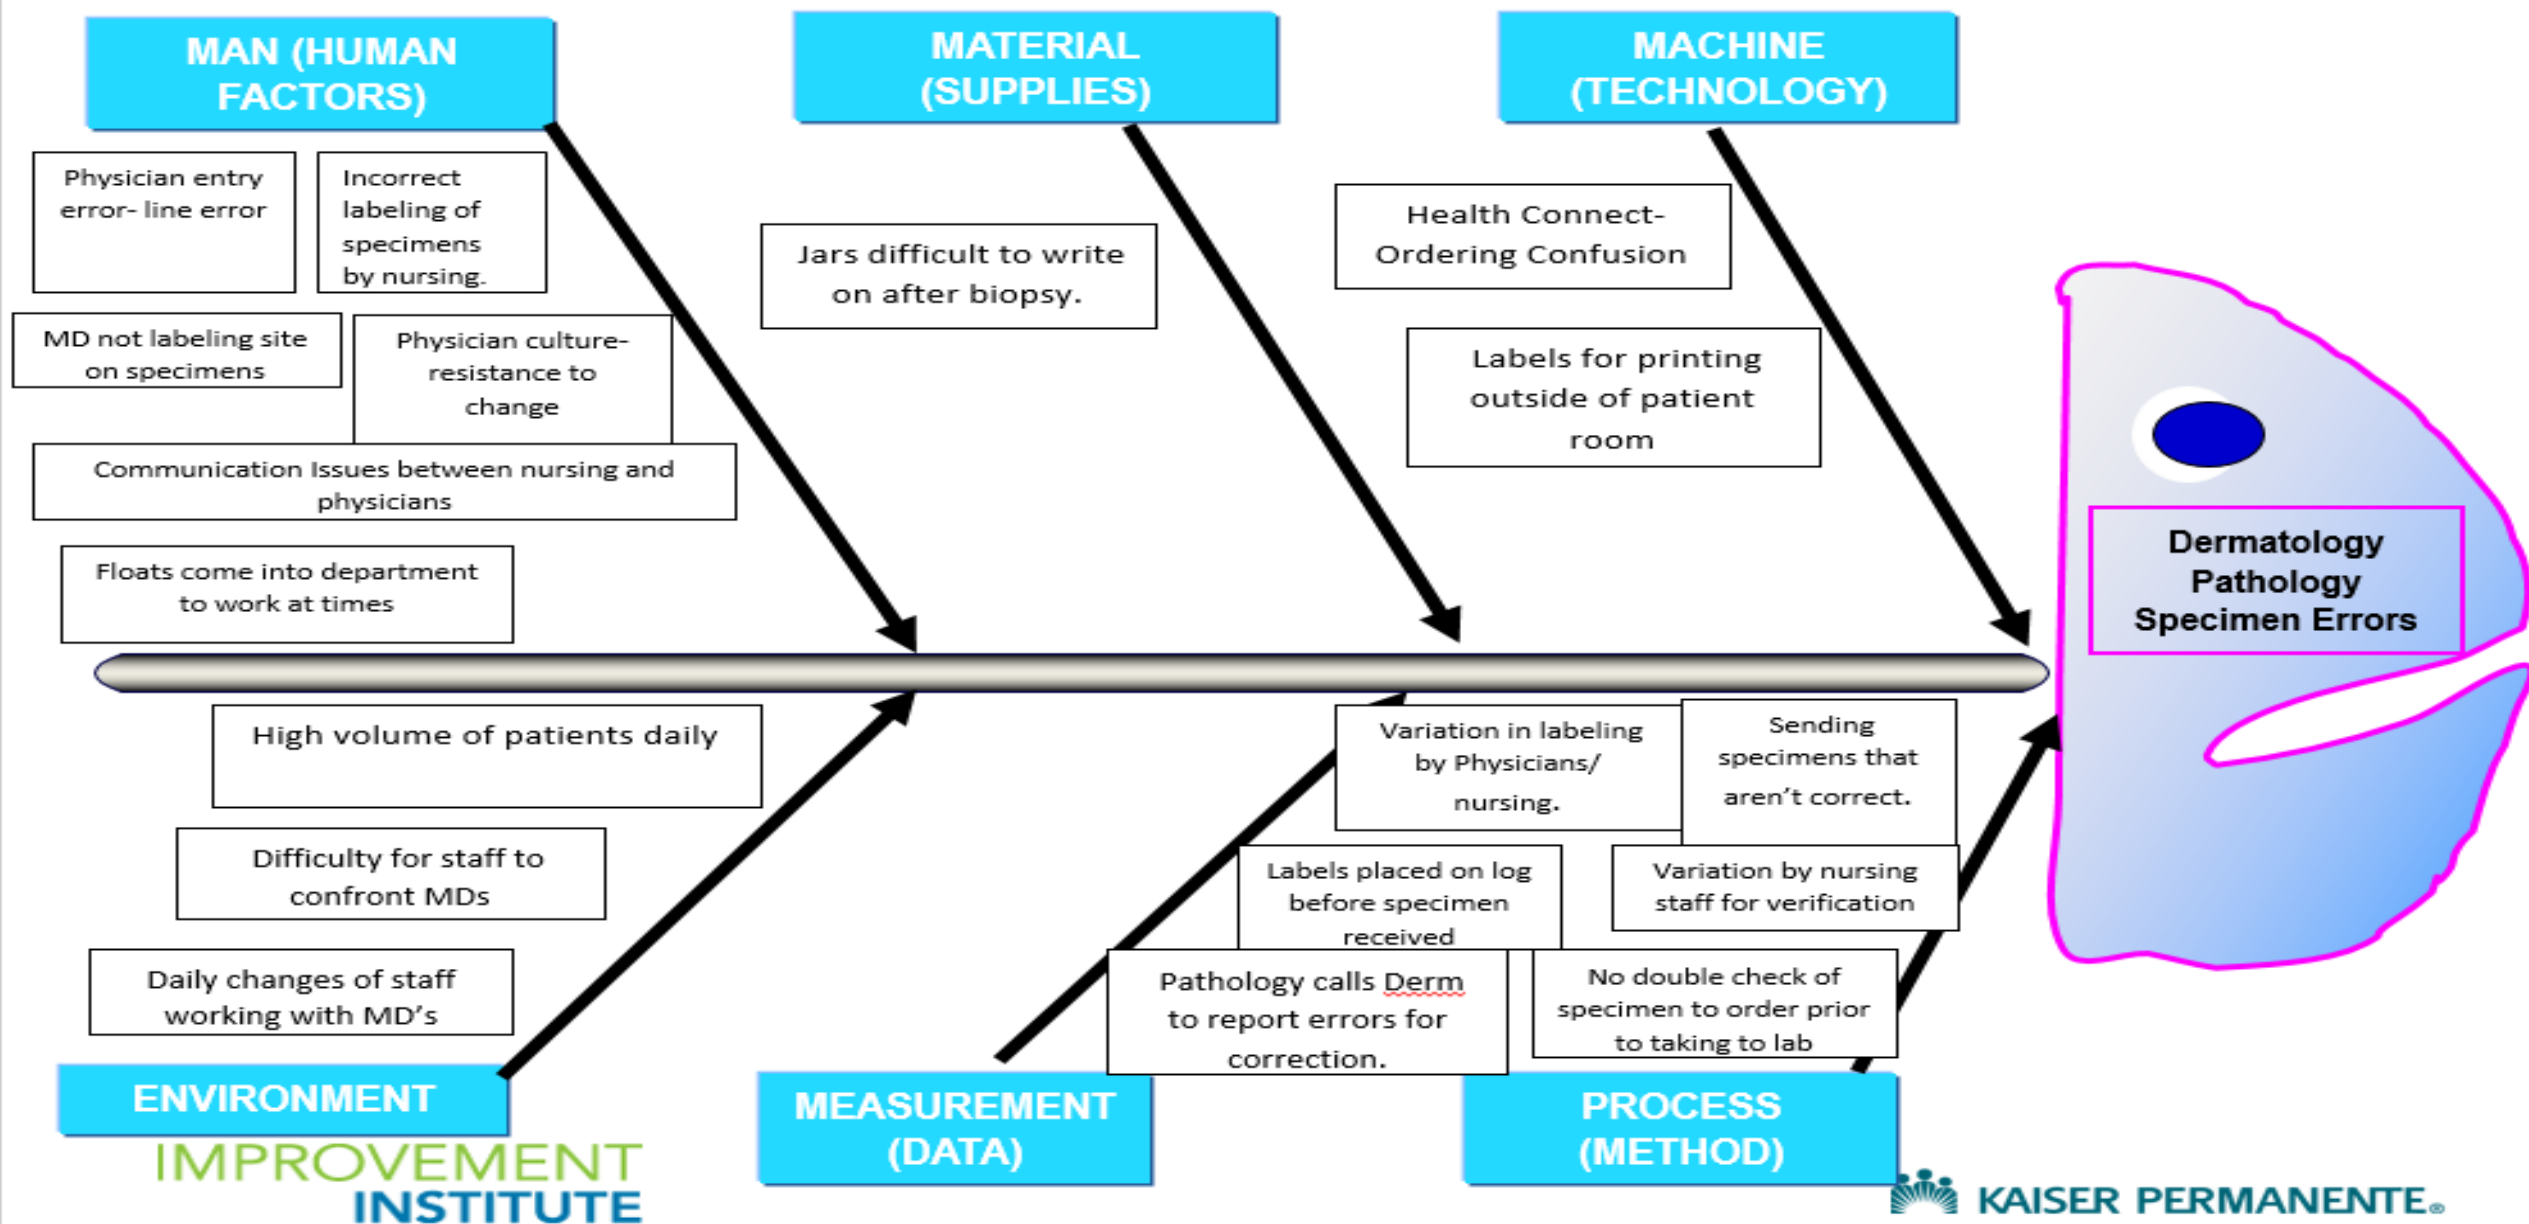 MAN (HUMAN
FACTORS)
MATERIAL
(SUPPLIES)
MACHINE
(TECHNOLOGY)
Physician entry
error- line error
Incorrect
labeling of
specimens
by nursing.
MD not labeling site
on specimens
Physician culture-
resistance to
change
Communication Issues between nursing and
physicians
Floats come into department
to work at times
Jars difficult to write
on after biopsy.
Health Connect-
Ordering Confusion
Labels for printing
outside of patient
room
Dermatology
Pathology
Specimen Errors
High volume of patients daily
Difficulty for staff to
confront MDs
Daily changes of staff
working with MD’s
Variation in labeling
by Physicians/
nursing.
Sending
specimens that
aren’t correct.
Labels placed on log
before specimen
received
Variation by nursing
staff for verification
Pathology calls Derm
to report errors for
correction.
No double check of
specimen to order prior
to taking to lab
ENVIRONMENT
MEASUREMENT
(DATA)
PROCESS
(METHOD)
IMPROVEMENT
INSTITUTE
KAISER PERMANENTE®